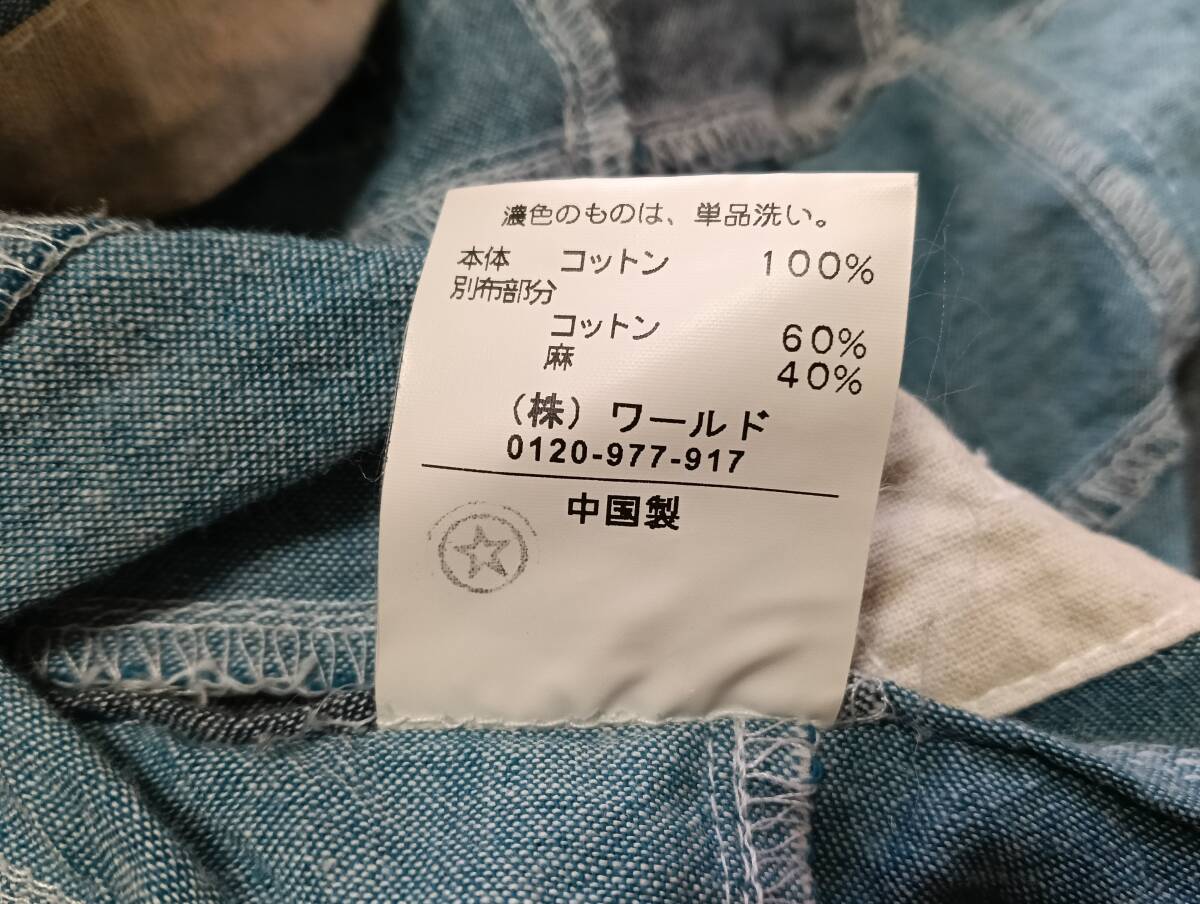 濃色のものは、単品洗い。
本体 コットン 100%
別布部分
コットン 60%
麻 40%
(株) ワールド
0120-977-917
中国製